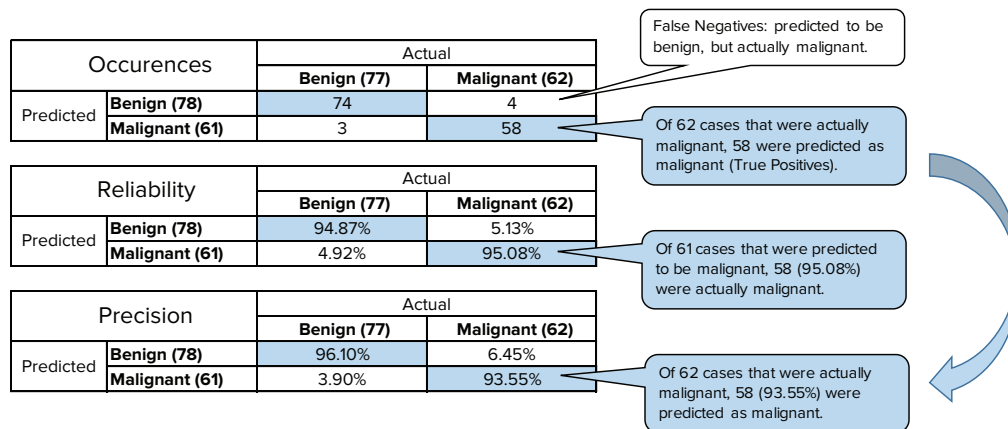 False Negatives: predicted to be
benign, but actually malignant.
Occurences
Actual
Benign (77) Malignant (62)
Predicted Benign (78) 74 4
Malignant (61) 3 58
Of 62 cases that were actually
malignant, 58 were predicted as
malignant (True Positives).
Reliability
Actual
Benign (77) Malignant (62)
Predicted Benign (78) 94.87% 5.13%
Malignant (61) 4.92% 95.08%
Of 61 cases that were predicted
to be malignant, 58 (95.08%)
were actually malignant.
Precision
Actual
Benign (77) Malignant (62)
Predicted Benign (78) 96.10% 6.45%
Malignant (61) 3.90% 93.55%
Of 62 cases that were actually
malignant, 58 (93.55%) were
predicted as malignant.